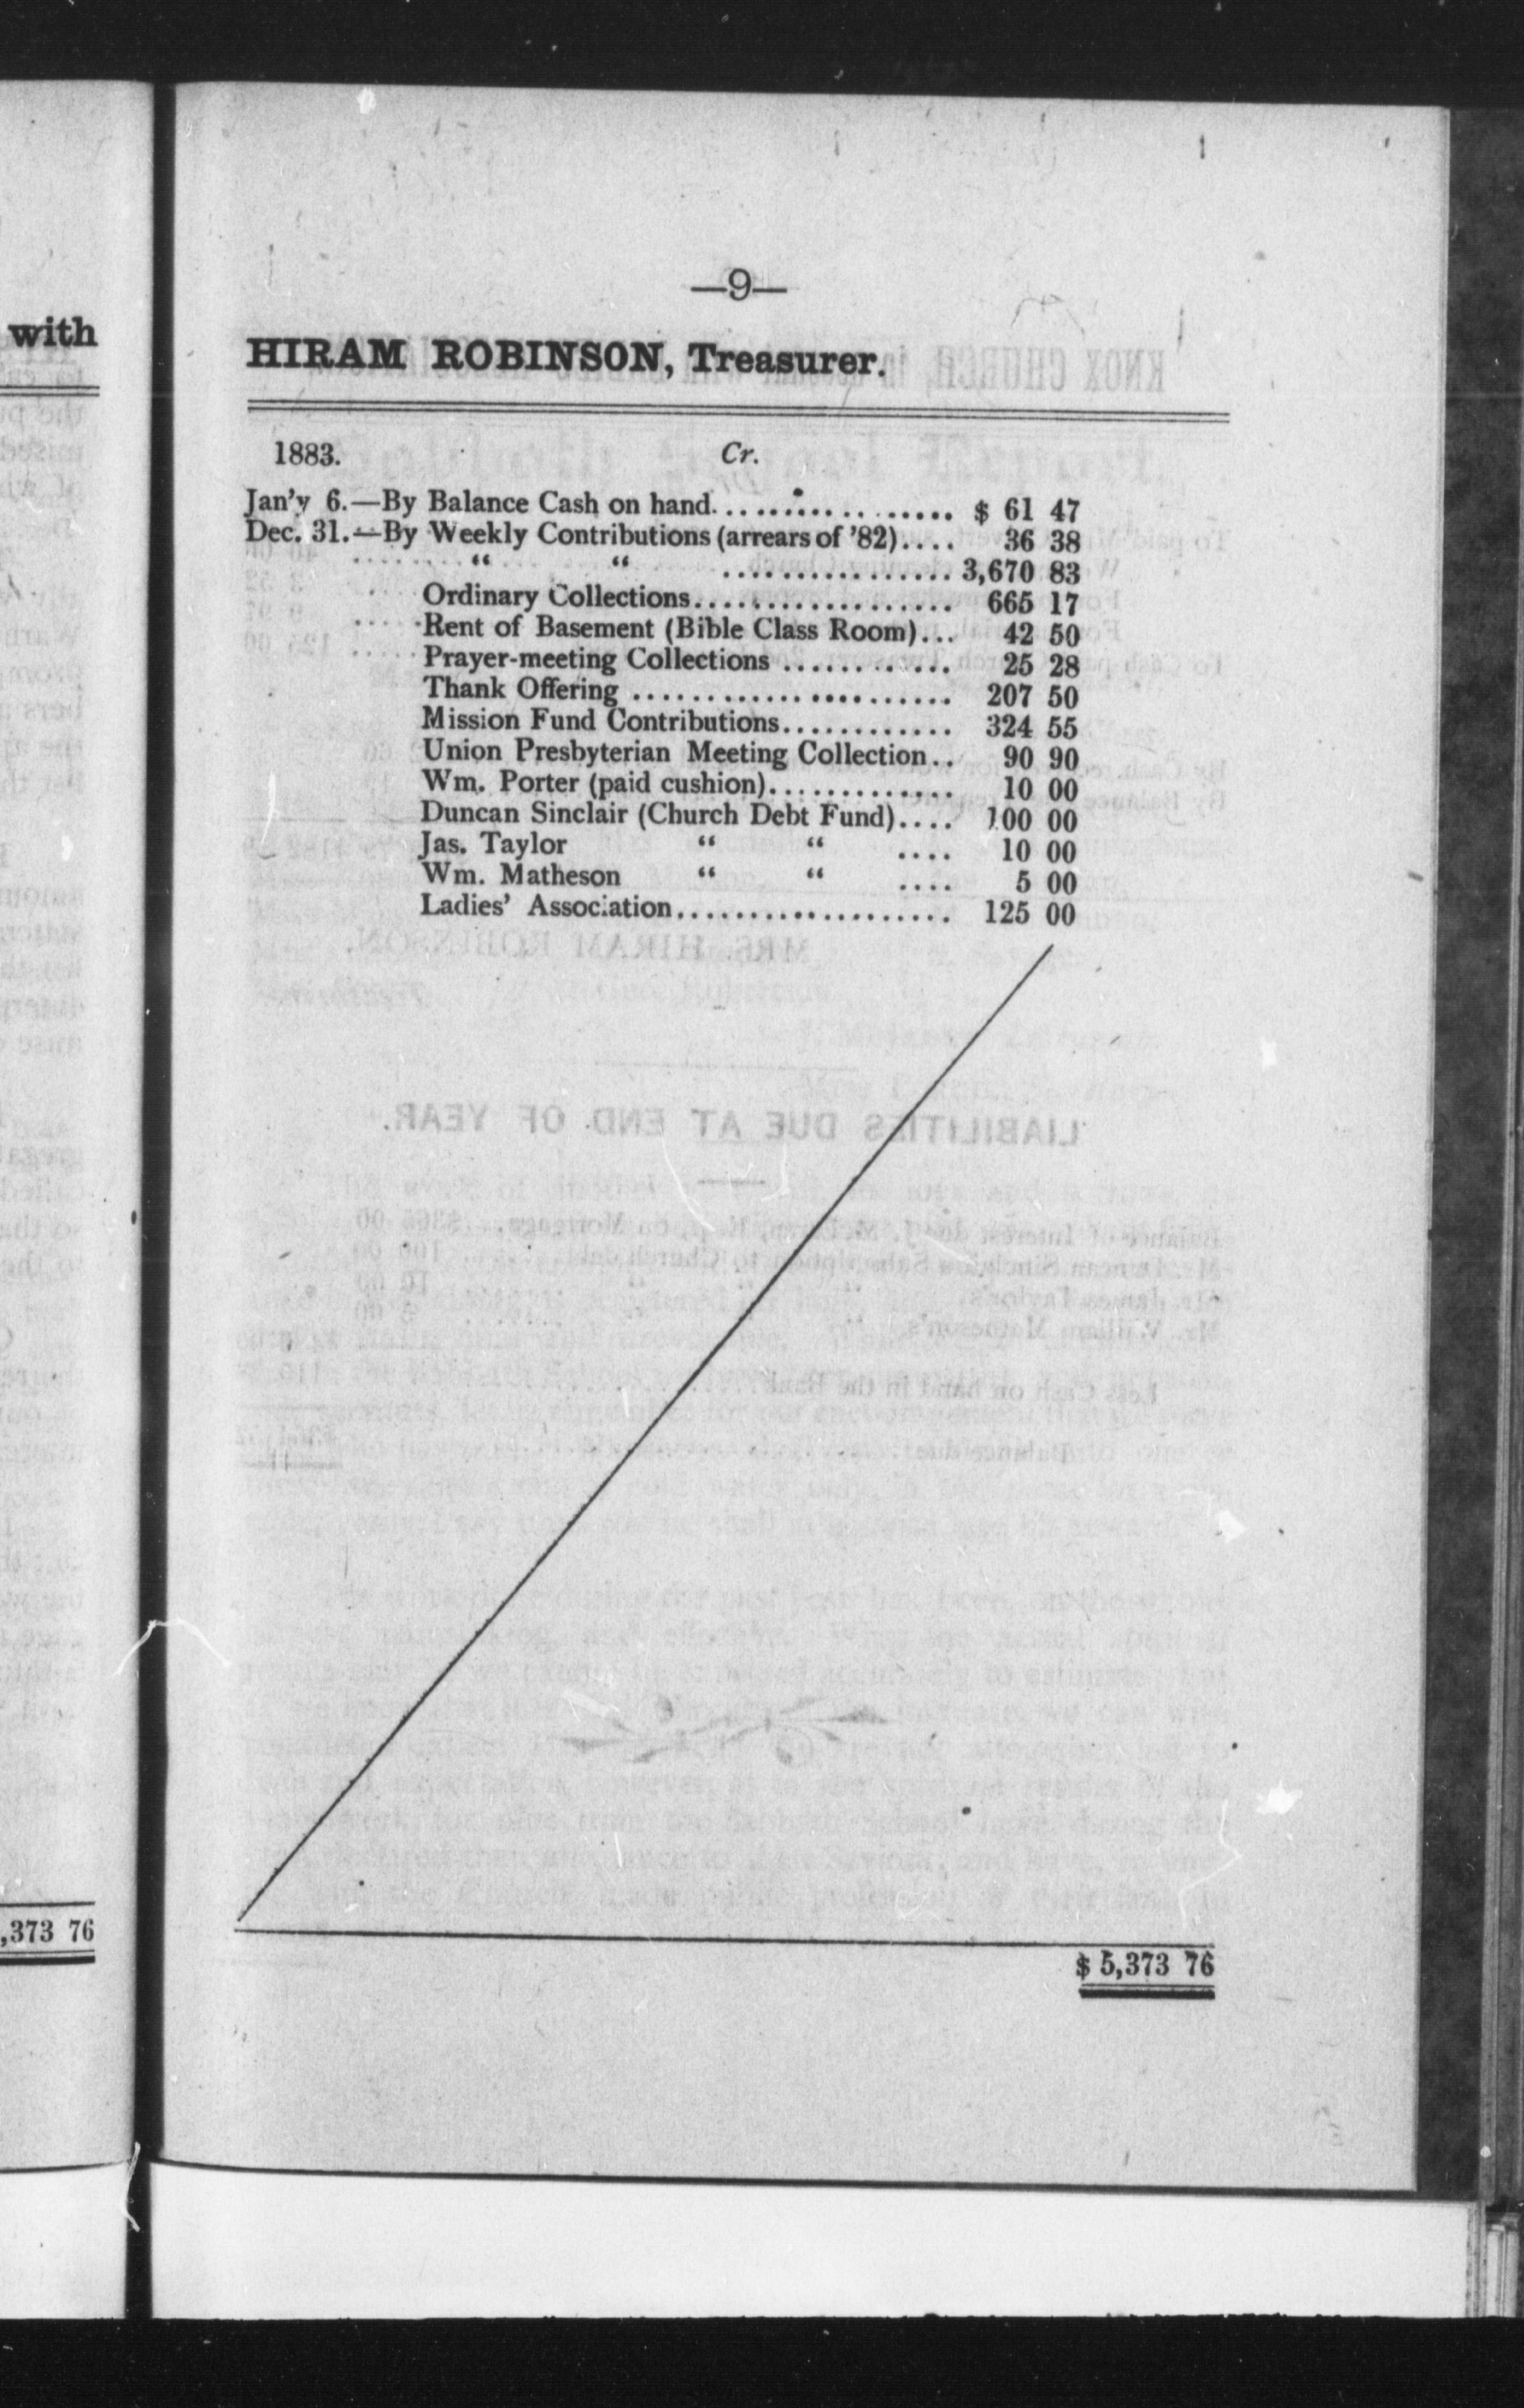 —9—
with
HIRAM ROBINSON, Treasurer.
1883. Cr.
Jan'y 6.—By Balance Cash on hand.................. $ 61 47
Dec. 31.—By Weekly Contributions (arrears of '82).... 36 38
“ “ ................ 3,670 83
Ordinary Collections.................. 665 17
Rent of Basement (Bible Class Room)... 42 50
Prayer-meeting Collections ............ 25 28
Thank Offering ...................... 207 50
Mission Fund Contributions............ 324 55
Union Presbyterian Meeting Collection.. 90 90
Wm. Porter (paid cushion)............. 10 00
Duncan Sinclair (Church Debt Fund).... 100 00
Jas. Taylor “ “ .... 10 00
Wm. Matheson “ “ .... 5 00
Ladies' Association................... 125 00
,373 76
$ 5,373 76